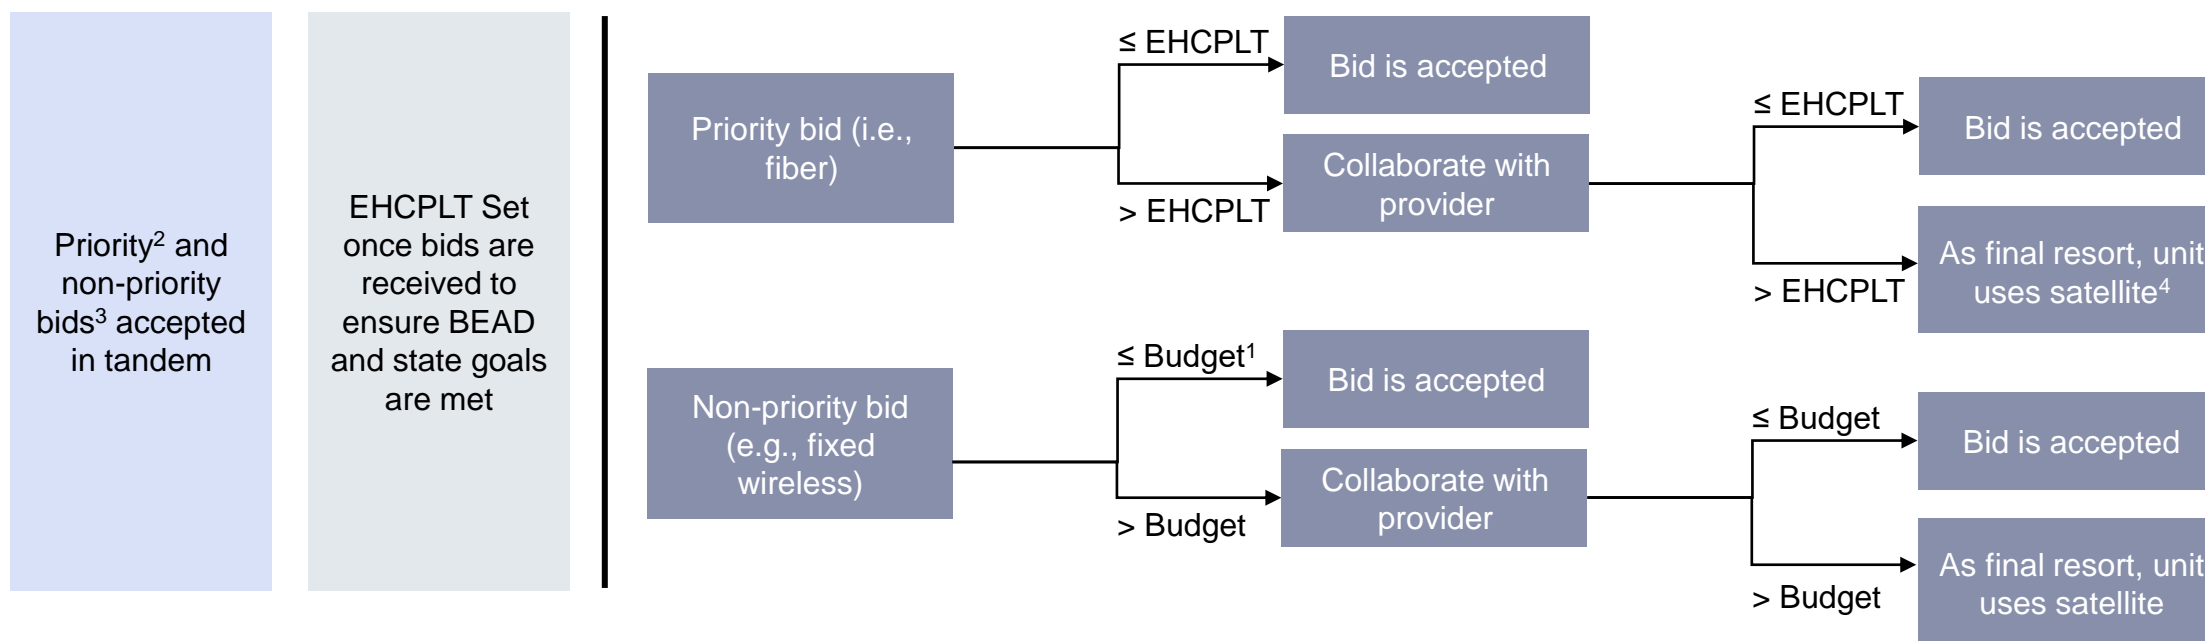 Priority² and
non-priority
bids³ accepted
in tandem
EHCPLT Set
once bids are
received to
ensure BEAD
and state goals
are met
Priority bid (i.e.,
fiber)
≤ EHCPLT
> EHCPLT
Bid is accepted
Collaborate with
provider
≤ EHCPLT
> EHCPLT
Bid is accepted
As final resort, unit
uses satellite⁴
Non-priority bid
(e.g., fixed
wireless)
≤ Budget¹
> Budget
Bid is accepted
Collaborate with
provider
≤ Budget
> Budget
Bid is accepted
As final resort, unit
uses satellite